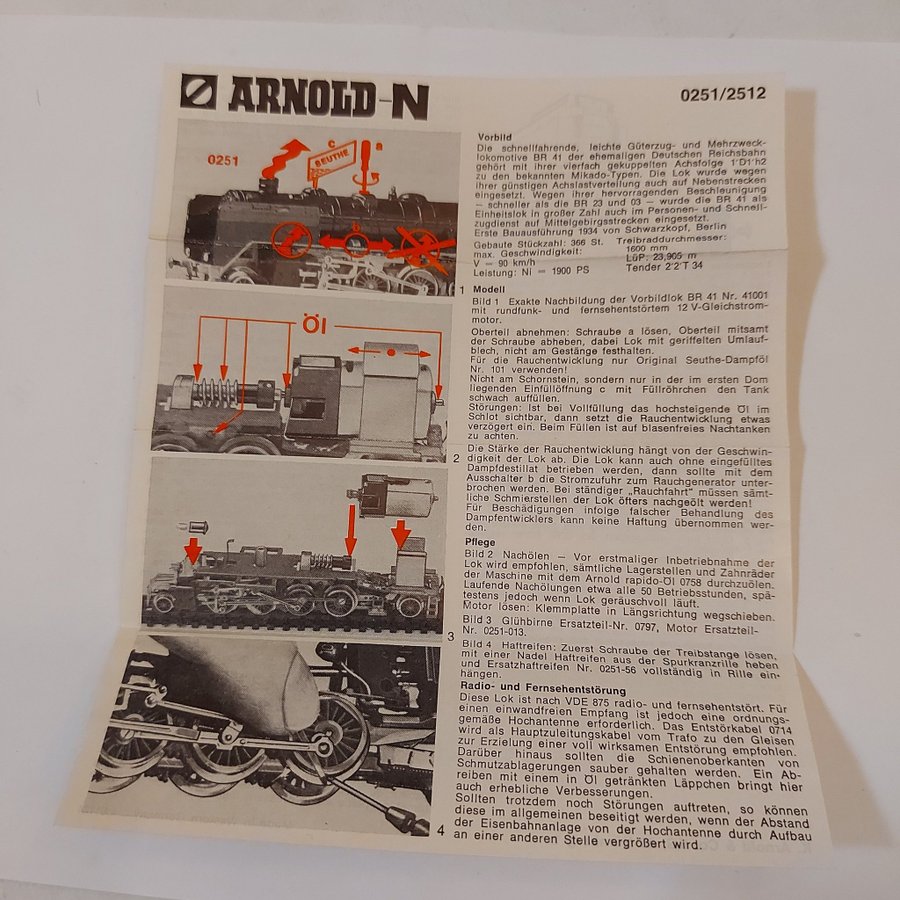 ARNOLD-N
0251/2512
0251
C
BEUTHE
a
b
Öl
1
2
3
4
Vorbild
Die schnellfahrende, leichte Güterzug- und Mehrzweck-
lokomotive BR 41 der ehemaligen Deutschen Reichsbahn
gehört mit ihrer vierfach gekuppelten Achsfolge 1'D1'h2
zu den bekannten Mikado-Typen. Die Lok wurde wegen
ihrer günstigen Achslastverteilung auch auf Nebenstrecken
eingesetzt. Wegen ihrer hervorragenden Beschleunigung
— schneller als die BR 23 und 03 — wurde die BR 41 als
Einheitslok in großer Zahl auch im Personen- und Schnell-
zugdienst auf Mittelgebirgsstrecken eingesetzt.
Erste Bauausführung 1934 von Schwarzkopf, Berlin
Gebaute Stückzahl: 366 St. Treibraddurchmesser:
max. Geschwindigkeit: 1600 mm
V = 90 km/h LüP: 23,905 m
Leistung: Ni = 1900 PS Tender 2'2'T 34
Modell
Bild 1 Exakte Nachbildung der Vorbildlok BR 41 Nr. 41001
mit rundfunk- und fernsehentstörtem 12 V-Gleichstrom-
motor.
Oberteil abnehmen: Schraube a lösen, Oberteil mitsamt
der Schraube abheben, dabei Lok mit geriffelten Umlauf-
blech, nicht am Gestänge festhalten.
Für die Rauchentwicklung nur Original Seuthe-Dampföl
Nr. 101 verwenden!
Nicht am Schornstein, sondern nur in der im ersten Dom
liegenden Einfüllöffnung c mit Füllröhrchen den Tank
schwach auffüllen.
Störungen: Ist bei Vollfüllung das hochsteigende Öl im
Schlot sichtbar, dann setzt die Rauchentwicklung etwas
verzögert ein. Beim Füllen ist auf blasenfreies Nachtanken
zu achten.
Die Stärke der Rauchentwicklung hängt von der Geschwin-
digkeit der Lok ab. Die Lok kann auch ohne eingefülltes
Dampfdestillat betrieben werden, dann sollte mit dem
Ausschalter b die Stromzufuhr zum Rauchgenerator unter-
brochen werden. Bei ständiger „Rauchfahrt" müssen sämt-
liche Schmierstellen der Lok öfters nachgeölt werden!
Für Beschädigungen infolge falscher Behandlung des
Dampfentwicklers kann keine Haftung übernommen wer-
den.
Pflege
Bild 2 Nachölen — Vor erstmaliger Inbetriebnahme der
Lok wird empfohlen, sämtliche Lagerstellen und Zahnräder
der Maschine mit dem Arnold rapido-Öl 0758 durchzuölen.
Laufende Nachölungen etwa alle 50 Betriebsstunden, spä-
testens jedoch wenn Lok geräuschvoll läuft.
Motor lösen: Klemmplatte in Längsrichtung wegschieben.
Bild 3 Glühbirne Ersatzteil-Nr. 0797, Motor Ersatzteil-
Nr. 0251-013.
Bild 4 Haftreifen: Zuerst Schraube der Treibstange lösen,
mit einer Nadel Haftreifen aus der Spurkranzrille heben
und Ersatzhaftreifen Nr. 0251-56 vollständig in Rille ein-
hängen.
Radio- und Fernsehentstörung
Diese Lok ist nach VDE 875 radio- und fernsehentstört. Für
einen einwandfreien Empfang ist jedoch eine ordnungs-
gemäße Hochantenne erforderlich. Das Entstörkabel 0714
wird als Hauptzuleitungskabel vom Trafo zu den Gleisen
zur Erzielung einer voll wirksamen Entstörung empfohlen.
Darüber hinaus sollten die Schienenoberkanten von
Schmutzablagerungen sauber gehalten werden. Ein Ab-
reiben mit einem in Öl getränkten Läppchen bringt hier
auch erhebliche Verbesserungen.
Sollten trotzdem noch Störungen auftreten, so können
diese im allgemeinen beseitigt werden, wenn der Abstand
der Eisenbahnanlage von der Hochantenne durch Aufbau
an einer anderen Stelle vergrößert wird.